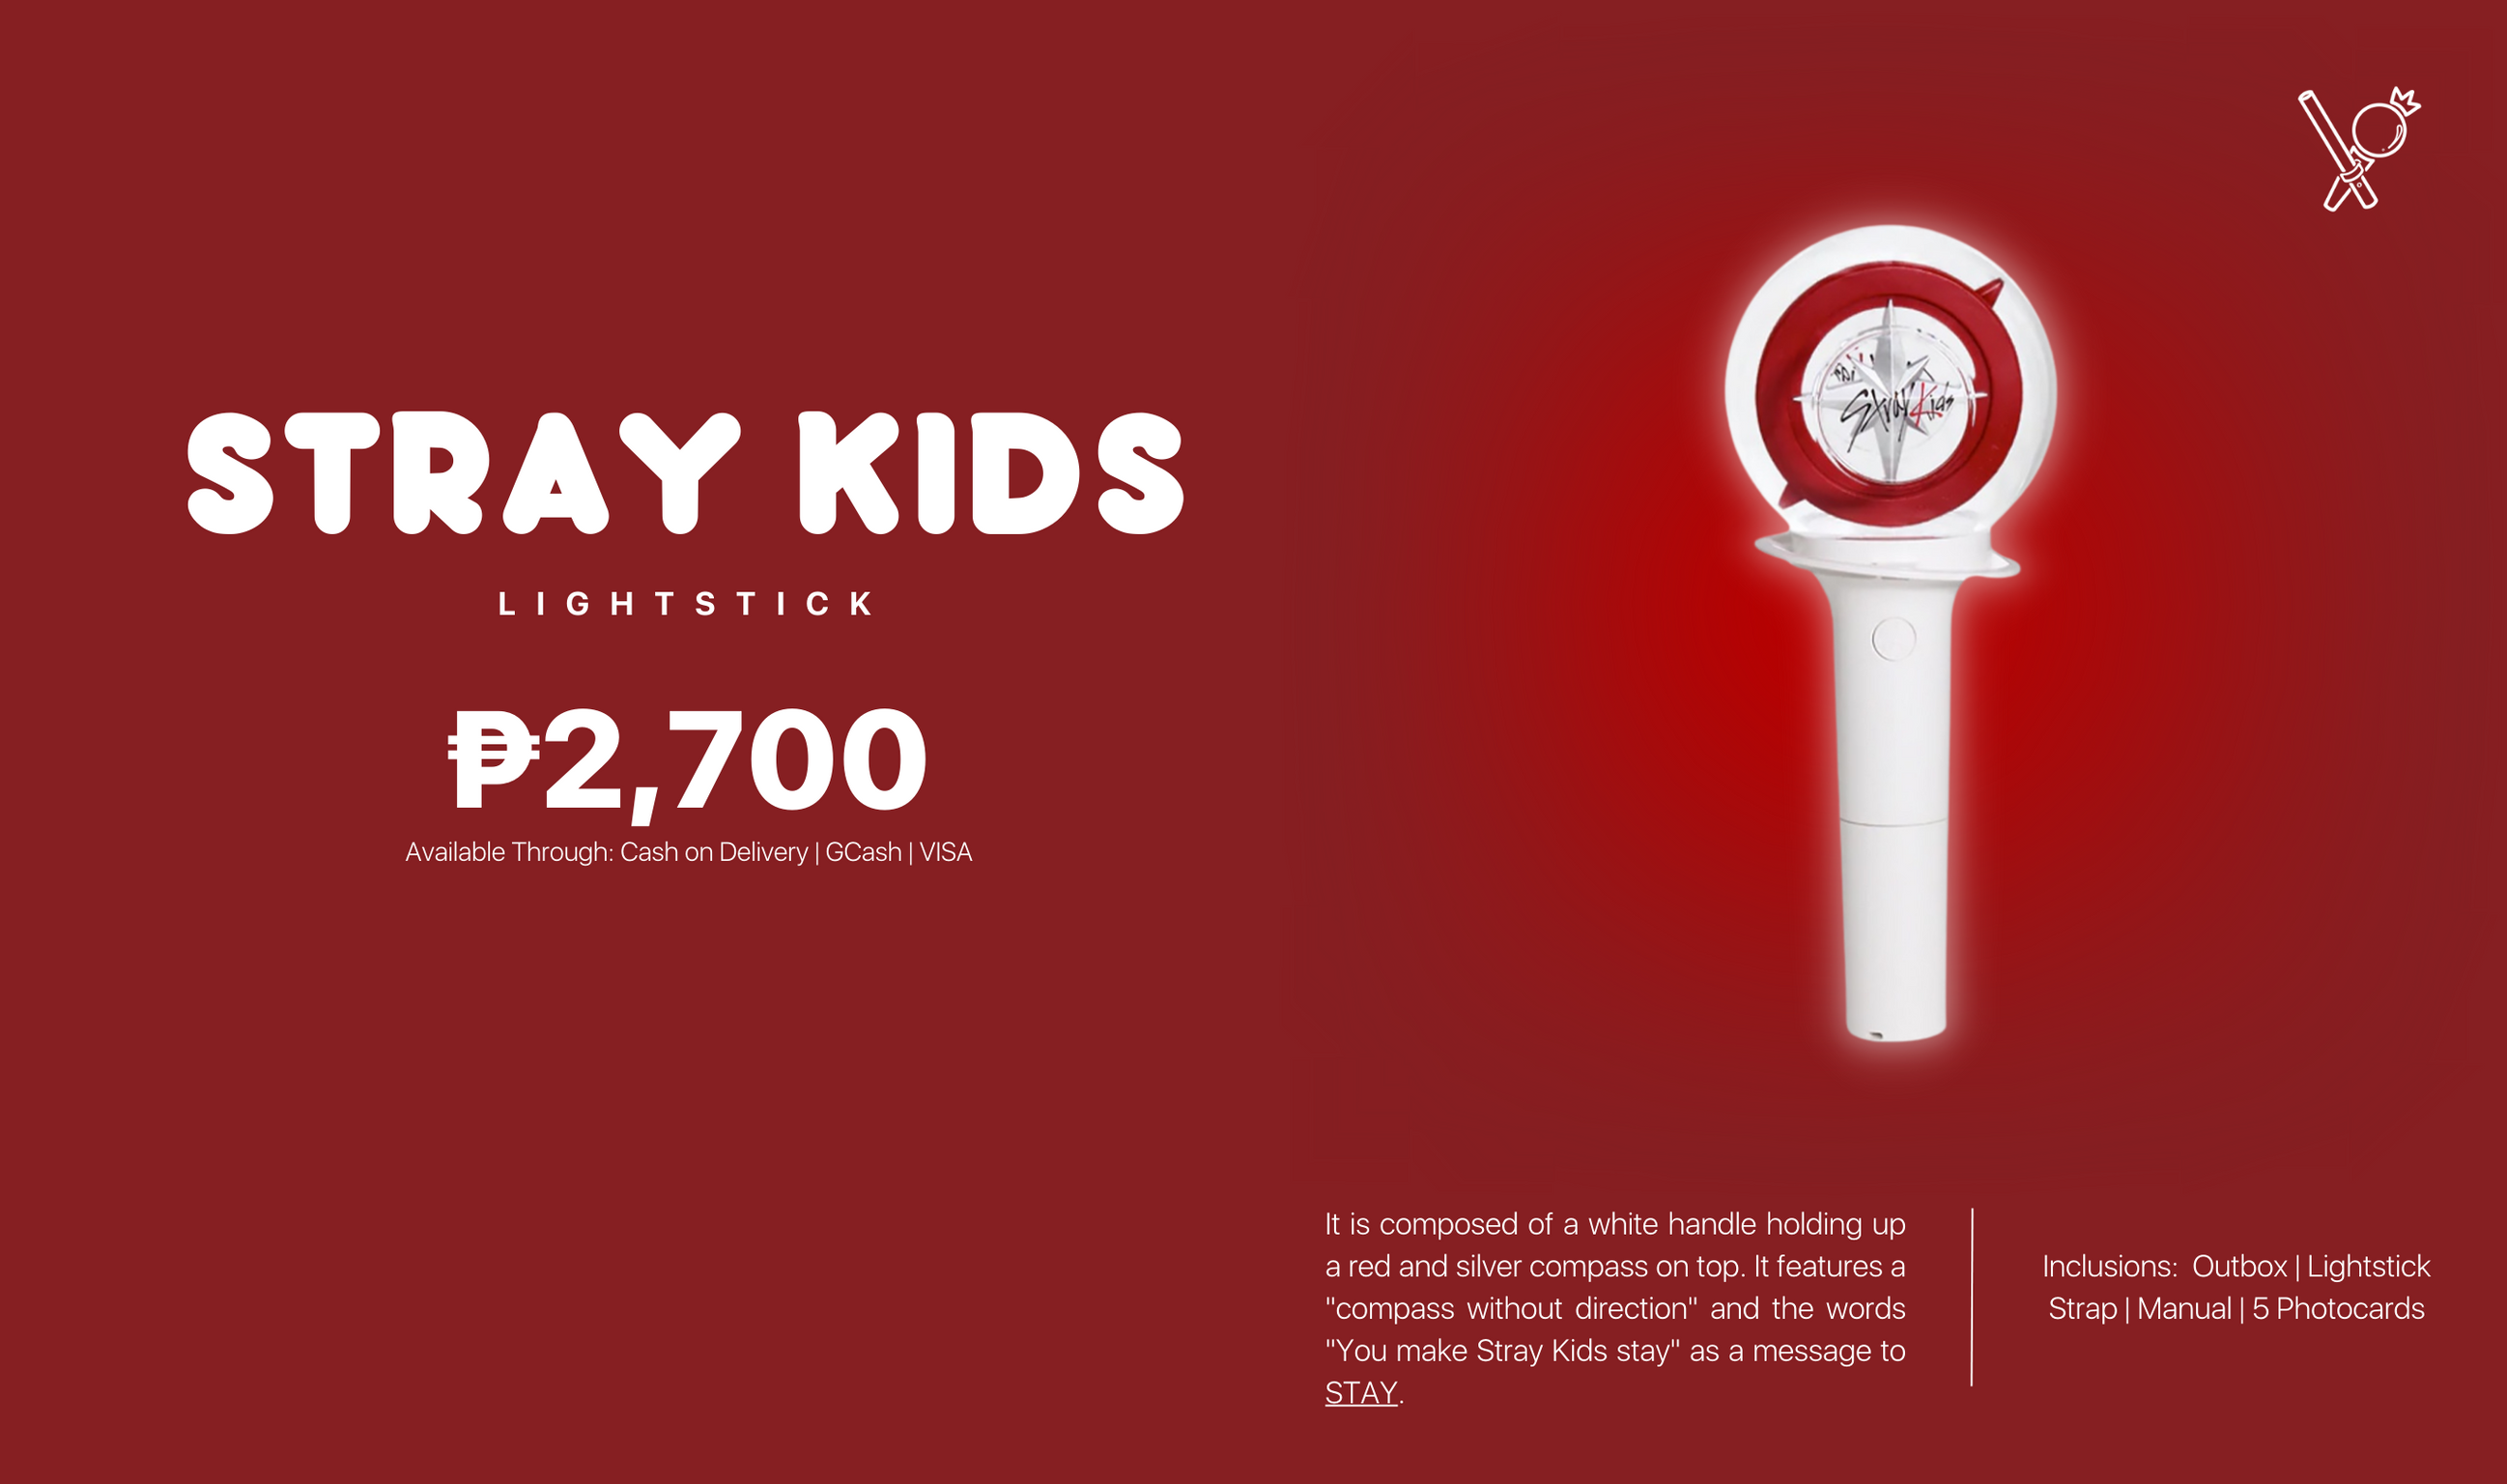 STRAY KIDS
LIGHTSTICK
₱2,700
Available Through: Cash on Delivery | GCash | VISA
Stray Kids
It is composed of a white handle holding up
a red and silver compass on top. It features a
"compass without direction" and the words
"You make Stray Kids stay" as a message to
STAY.
Inclusions: Outbox | Lightstick
Strap | Manual | 5 Photocards